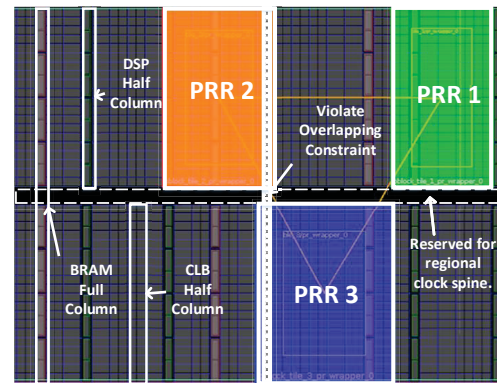 DSP
Half
Column
PRR 2
PRR 1
Violate
Overlapping
Constraint
block_tile_1_pr_wrapper_0
BRAM
Full
Column
CLB
Half
Column
PRR 3
Reserved for
regional
clock spine.